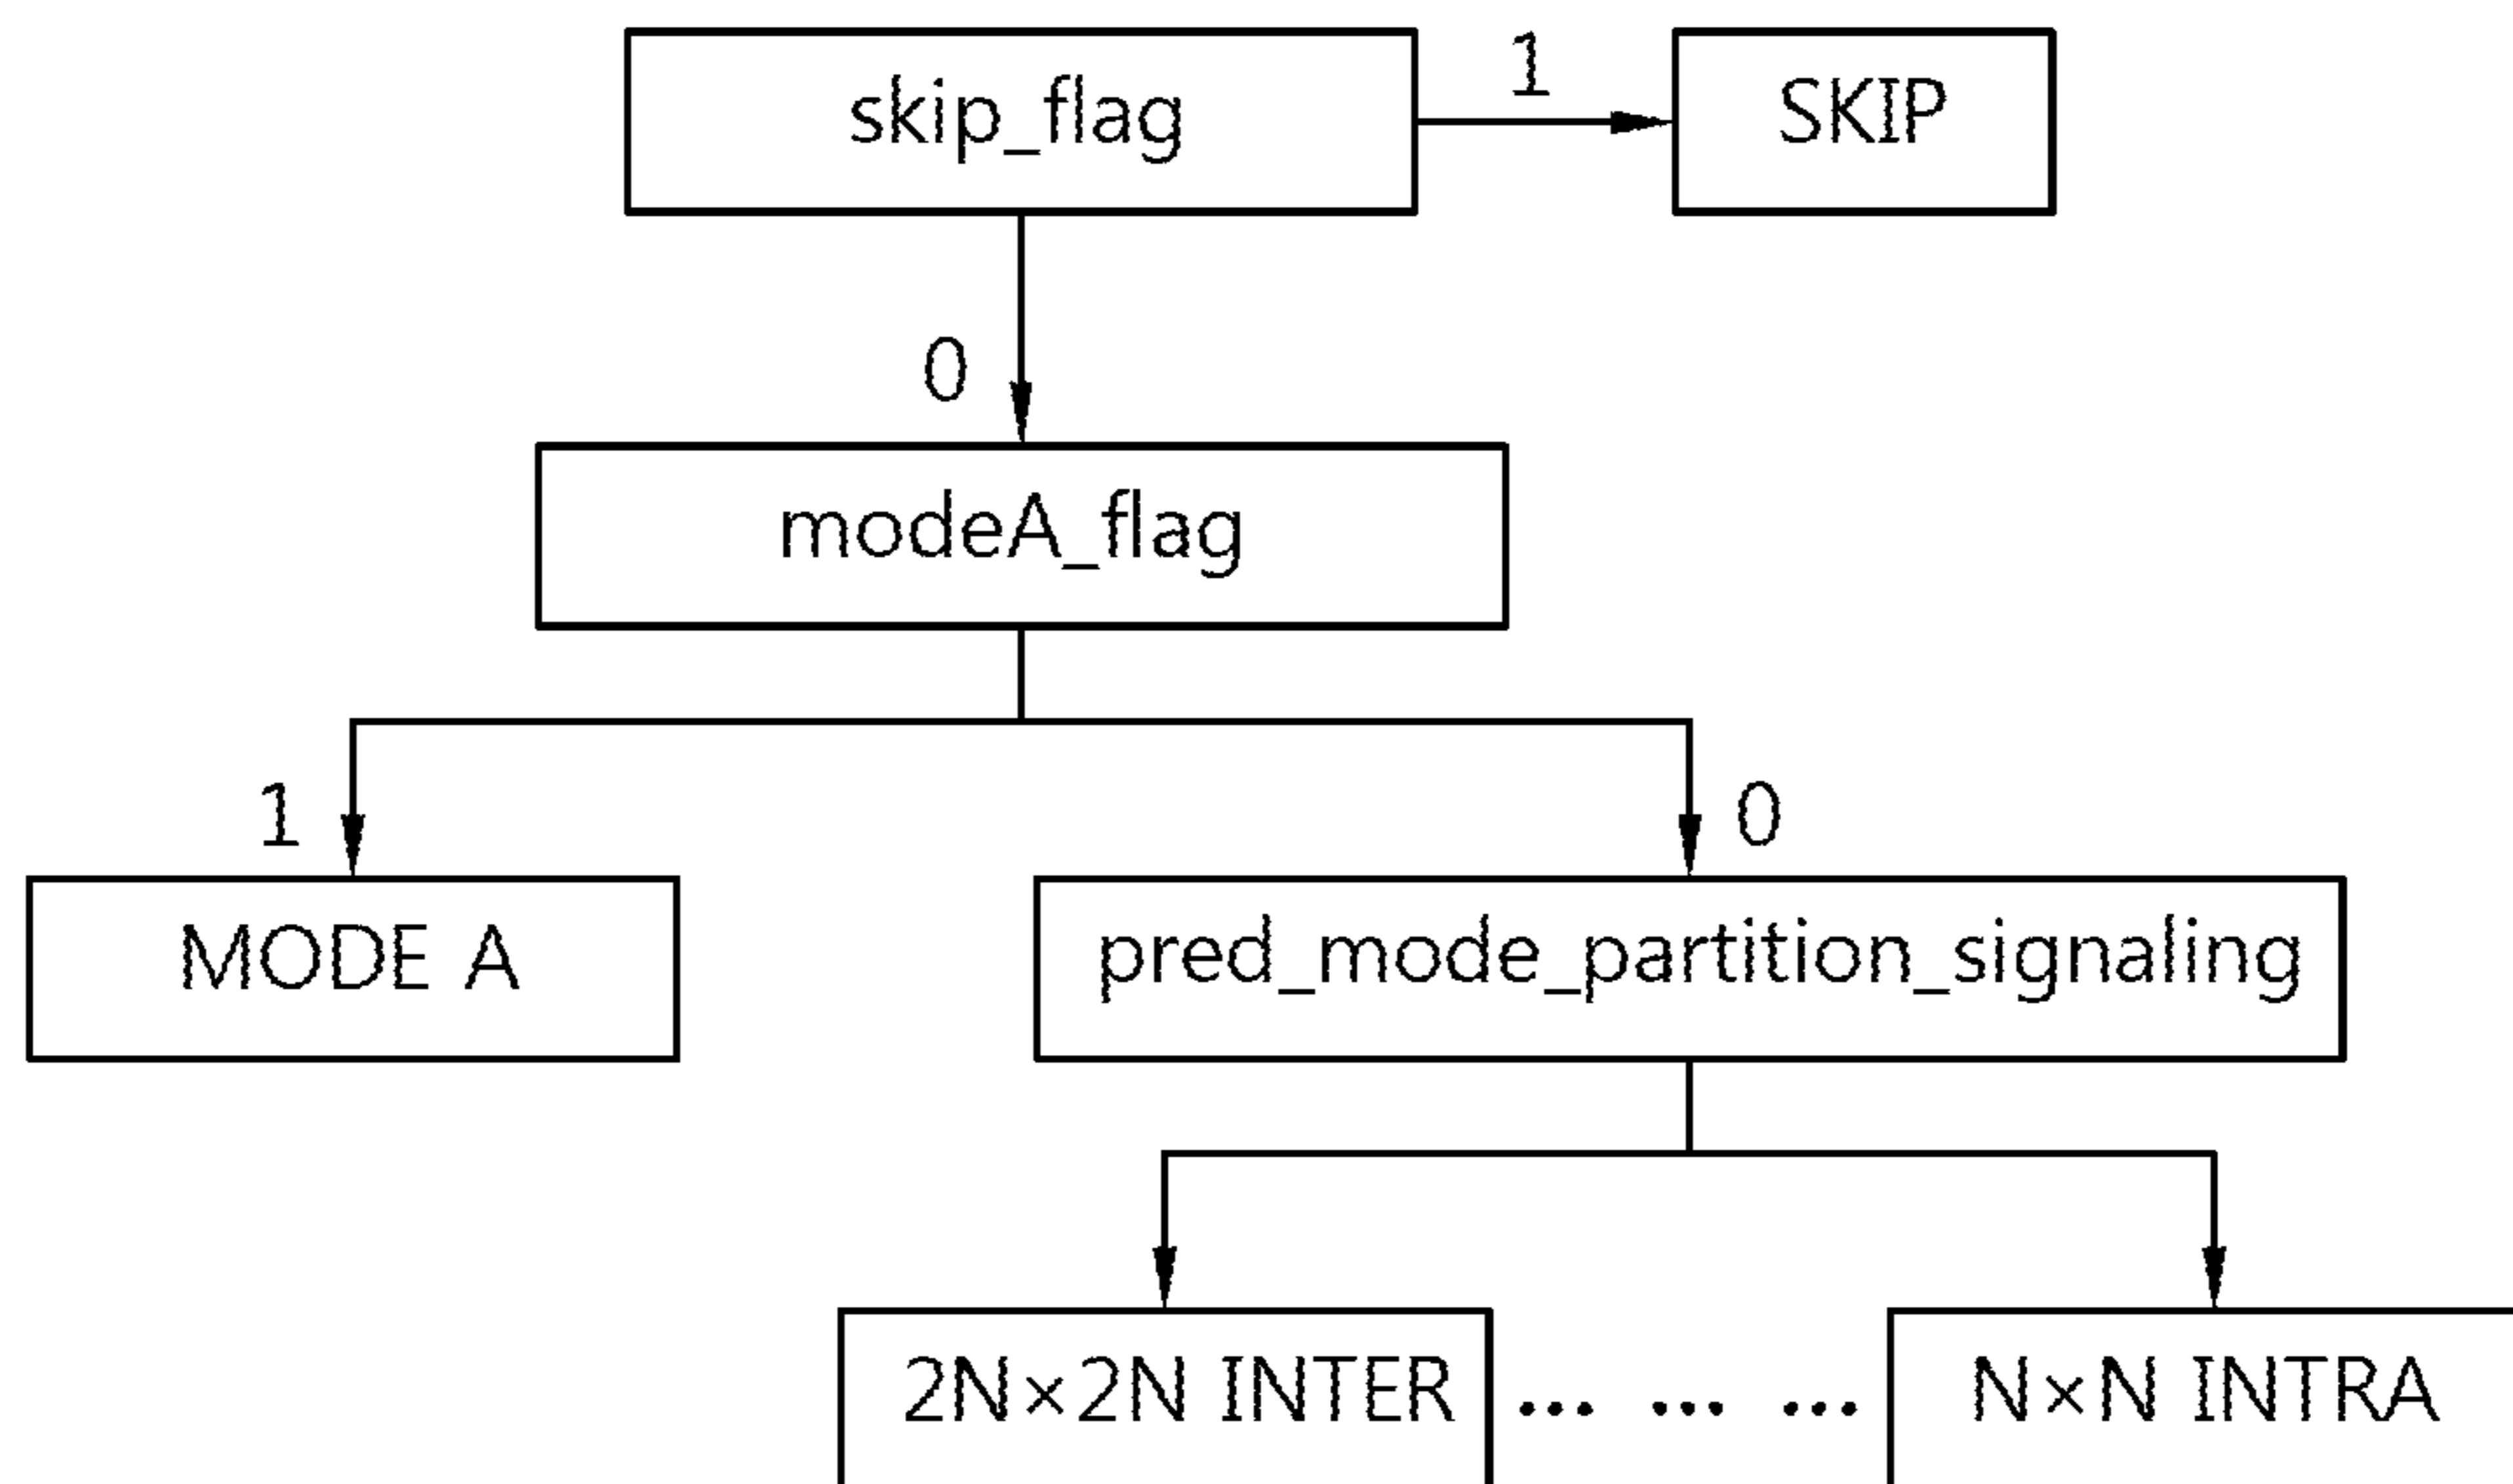 skip_flag
1
SKIP
0
modeA_flag
1
0
MODE A
pred_mode_partition_signaling
2N×2N INTER
... ... ...
N×N INTRA